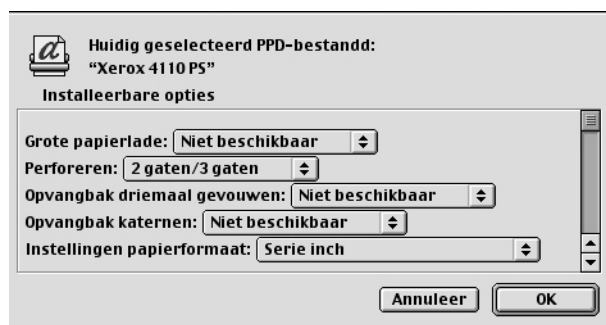 Huidig geselecteerd PPD-bestandd:
“Xerox 4110 PS”
Installeerbare opties
Grote papierlade: Niet beschikbaar
Perforeren: 2 gaten/3 gaten
Opvangbak driemaal gevouwen: Niet beschikbaar
Opvangbak katernen: Niet beschikbaar
Instellingen papierformaat: Serie inch
Annuleer OK